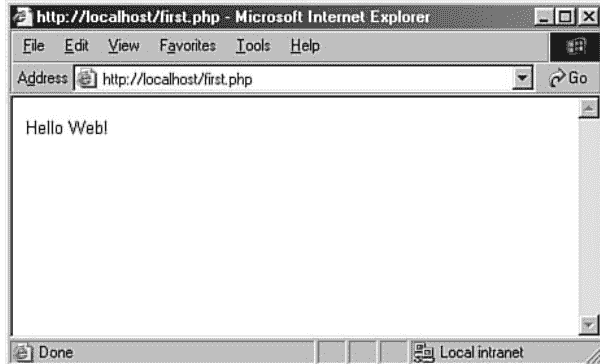 http://localhost/first.php - Microsoft Internet Explorer
File Edit View Favorites Tools Help
Address http://localhost/first.php Go
Hello Web!
Done Local intranet